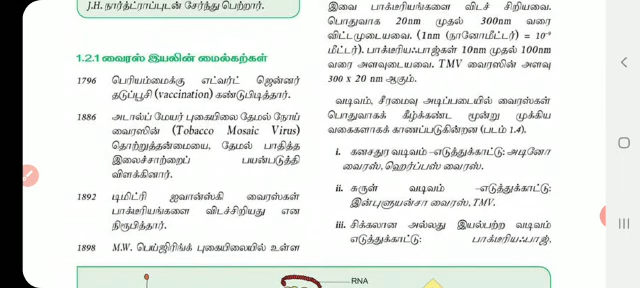 J.H. நார்த்ராப்புடன் சேர்ந்து பெற்றார்.
1.2.1 வைரஸ் இயலின் மைல்கற்கள்
1796 பெரியம்மைக்கு எட்வர்ட் ஜென்னர்
தடுப்பூசி (vaccination) கண்டுபிடித்தார்.
1886 அடால்ப் மேயர் புகையிலை தேமல் நோய்
வைரஸின் (Tobacco Mosaic Virus)
தொற்றுத்தன்மையை, தேமல் பாதித்த
இலைச்சாற்றைப் பயன்படுத்தி
விளக்கினார்.
1892 டிமிட்ரி ஐவான்ஸ்கி வைரஸ்கள்
பாக்டீரியங்களை விடச்சிறியது என
நிரூபித்தார்.
1898 M.W. பெய்ஜிரிங்க் புகையிலையில் உள்ள
இவை பாக்டீரியங்களை விடச் சிறியவை.
பொதுவாக 20nm முதல் 300nm வரை
விட்டமுடையவை. (1nm (நானோமீட்டர்) = 10⁻⁹
மீட்டர்). பாக்டீரியஃபாஜ்கள் 10nm முதல் 100nm
வரை அளவுடையவை. TMV வைரஸின் அளவு
300 x 20 nm ஆகும்.
வடிவம், சீரமைவு அடிப்படையில் வைரஸ்கள்
பொதுவாகக் கீழ்க்கண்ட மூன்று முக்கிய
வகைகளாகக் காணப்படுகின்றன (படம் 1.4).
i. கனசதுர வடிவம் –எடுத்துக்காட்டு: அடினோ
வைரஸ், ஹெர்ப்பஸ் வைரஸ்.
ii. சுருள் வடிவம் –எடுத்துக்காட்டு:
இன்புளுயன்சா வைரஸ், TMV.
iii. சிக்கலான அல்லது இயல்பற்ற வடிவம்
எடுத்துக்காட்டு: பாக்டீரியஃபாஜ்,
RNA